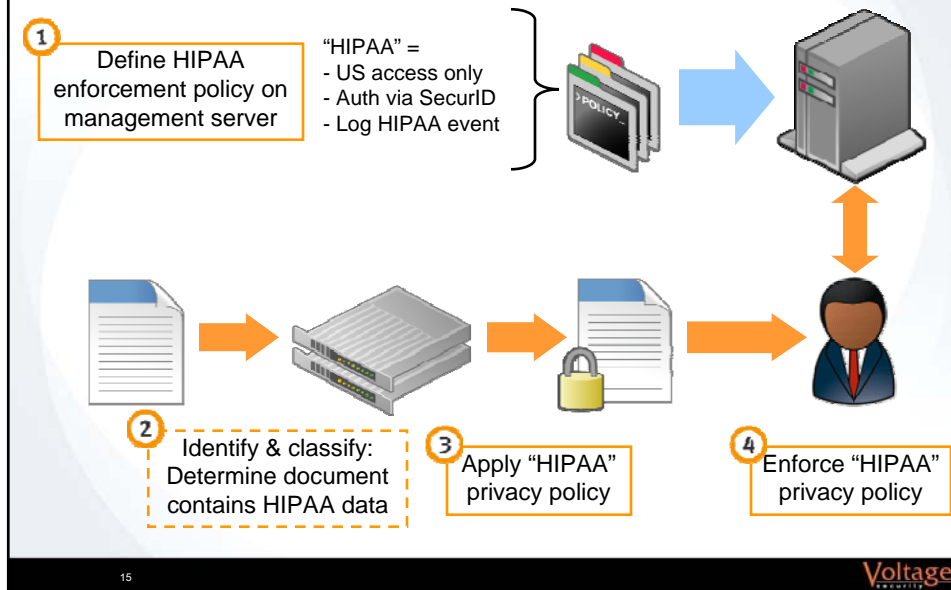 1
Define HIPAA
enforcement policy on
management server
“HIPAA” =
- US access only
- Auth via SecurID
- Log HIPAA event
>POLICY_
2
Identify & classify:
Determine document
contains HIPAA data
3
Apply “HIPAA”
privacy policy
4
Enforce “HIPAA”
privacy policy
15
Voltage
security